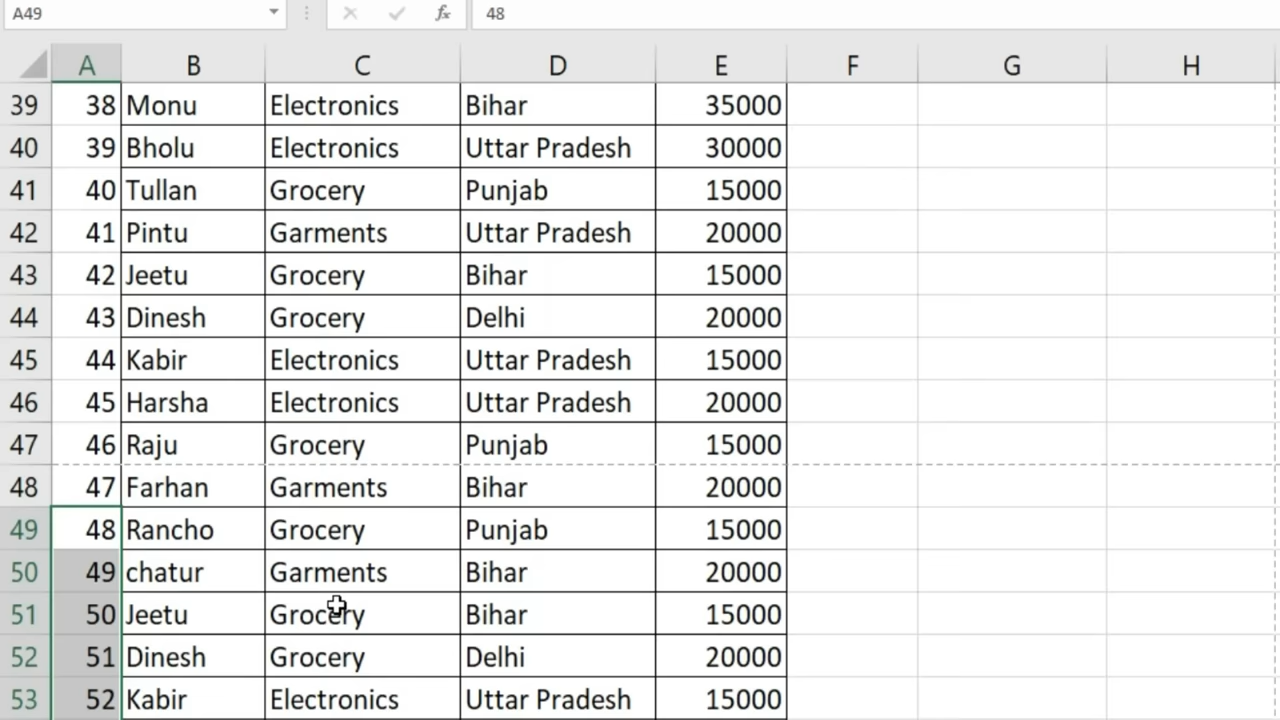 A49 fx 48
A B C D E F G H
39 38 Monu Electronics Bihar 35000
40 39 Bholu Electronics Uttar Pradesh 30000
41 40 Tullan Grocery Punjab 15000
42 41 Pintu Garments Uttar Pradesh 20000
43 42 Jeetu Grocery Bihar 15000
44 43 Dinesh Grocery Delhi 20000
45 44 Kabir Electronics Uttar Pradesh 15000
46 45 Harsha Electronics Uttar Pradesh 20000
47 46 Raju Grocery Punjab 15000
48 47 Farhan Garments Bihar 20000
49 48 Rancho Grocery Punjab 15000
50 49 chatur Garments Bihar 20000
51 50 Jeetu Grocery Bihar 15000
52 51 Dinesh Grocery Delhi 20000
53 52 Kabir Electronics Uttar Pradesh 15000